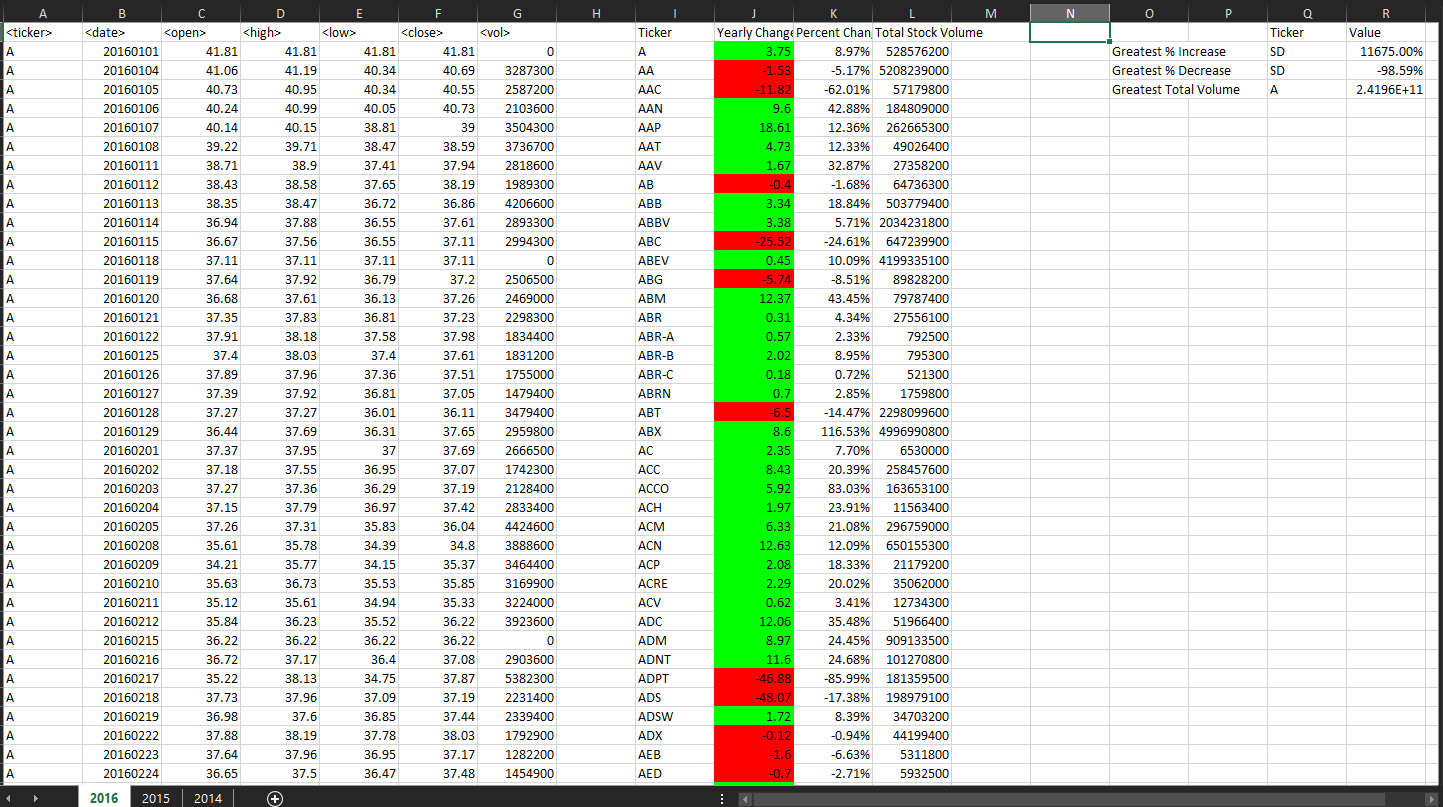 A B C D E F G H I J K L M N O P Q R
<ticker> <date> <open> <high> <low> <close> <vol> Ticker Yearly Change Percent Chan Total Stock Volume Ticker Value
A 20160101 41.81 41.81 41.81 41.81 0 A 3.75 8.97% 528576200 Greatest % Increase SD 11675.00%
A 20160104 41.06 41.19 40.34 40.69 3287300 AA -1.53 -5.17% 5208239000 Greatest % Decrease SD -98.59%
A 20160105 40.73 40.95 40.34 40.55 2587200 AAC -11.82 -62.01% 57179800 Greatest Total Volume A 2.4196E+11
A 20160106 40.24 40.99 40.05 40.73 2103600 AAN 9.6 42.88% 184809000
A 20160107 40.14 40.15 38.81 39 3504300 AAP 18.61 12.36% 262665300
A 20160108 39.22 39.71 38.47 38.59 3736700 AAT 4.73 12.33% 49026400
A 20160111 38.71 38.9 37.41 37.94 2818600 AAV 1.67 32.87% 27358200
A 20160112 38.43 38.58 37.65 38.19 1989300 AB -0.4 -1.68% 64736300
A 20160113 38.35 38.47 36.72 36.86 4206600 ABB 3.34 18.84% 503779400
A 20160114 36.94 37.88 36.55 37.61 2893300 ABBV 3.38 5.71% 2034231800
A 20160115 36.67 37.56 36.55 37.11 2994300 ABC -25.52 -24.61% 647239900
A 20160118 37.11 37.11 37.11 37.11 0 ABEV 0.45 10.09% 4199335100
A 20160119 37.64 37.92 36.79 37.2 2506500 ABG -5.74 -8.51% 89828200
A 20160120 36.68 37.61 36.13 37.26 2469000 ABM 12.37 43.45% 79787400
A 20160121 37.35 37.83 36.81 37.23 2298300 ABR 0.31 4.34% 27556100
A 20160122 37.91 38.18 37.58 37.98 1834400 ABR-A 0.57 2.33% 792500
A 20160125 37.4 38.03 37.4 37.61 1831200 ABR-B 2.02 8.95% 795300
A 20160126 37.89 37.96 37.36 37.51 1755000 ABR-C 0.18 0.72% 521300
A 20160127 37.39 37.92 36.81 37.05 1479400 ABRN 0.7 2.85% 1759800
A 20160128 37.27 37.27 36.01 36.11 3479400 ABT -6.5 -14.47% 2298099600
A 20160129 36.44 37.69 36.31 37.65 2959800 ABX 8.6 116.53% 4996990800
A 20160201 37.37 37.95 37 37.69 2666500 AC 2.35 7.70% 6530000
A 20160202 37.18 37.55 36.95 37.07 1742300 ACC 8.43 20.39% 258457600
A 20160203 37.27 37.36 36.29 37.19 2128400 ACCO 5.92 83.03% 163653100
A 20160204 37.15 37.79 36.97 37.42 2833400 ACH 1.97 23.91% 11563400
A 20160205 37.26 37.31 35.83 36.04 4424600 ACM 6.33 21.08% 296759000
A 20160208 35.61 35.78 34.39 34.8 3888600 ACN 12.63 12.09% 650155300
A 20160209 34.21 35.77 34.15 35.37 3464400 ACP 2.08 18.33% 21179200
A 20160210 35.63 36.73 35.53 35.85 3169900 ACRE 2.29 20.02% 35062000
A 20160211 35.12 35.61 34.94 35.33 3224000 ACV 0.62 3.41% 12734300
A 20160212 35.84 36.23 35.52 36.22 3923600 ADC 12.06 35.48% 51966400
A 20160215 36.22 36.22 36.22 36.22 0 ADM 8.97 24.45% 909133500
A 20160216 36.72 37.17 36.4 37.08 2903600 ADNT 11.6 24.68% 101270800
A 20160217 35.22 38.13 34.75 37.87 5382300 ADPT -46.88 -85.99% 181359500
A 20160218 37.73 37.96 37.09 37.19 2231400 ADS -48.07 -17.38% 198979100
A 20160219 36.98 37.6 36.85 37.44 2339400 ADSW 1.72 8.39% 34703200
A 20160222 37.88 38.19 37.78 38.03 1792900 ADX -0.12 -0.94% 44199400
A 20160223 37.64 37.96 36.95 37.17 1282200 AEB -1.6 -6.63% 5311800
A 20160224 36.65 37.5 36.47 37.48 1454900 AED -0.7 -2.71% 5932500
2016 2015 2014